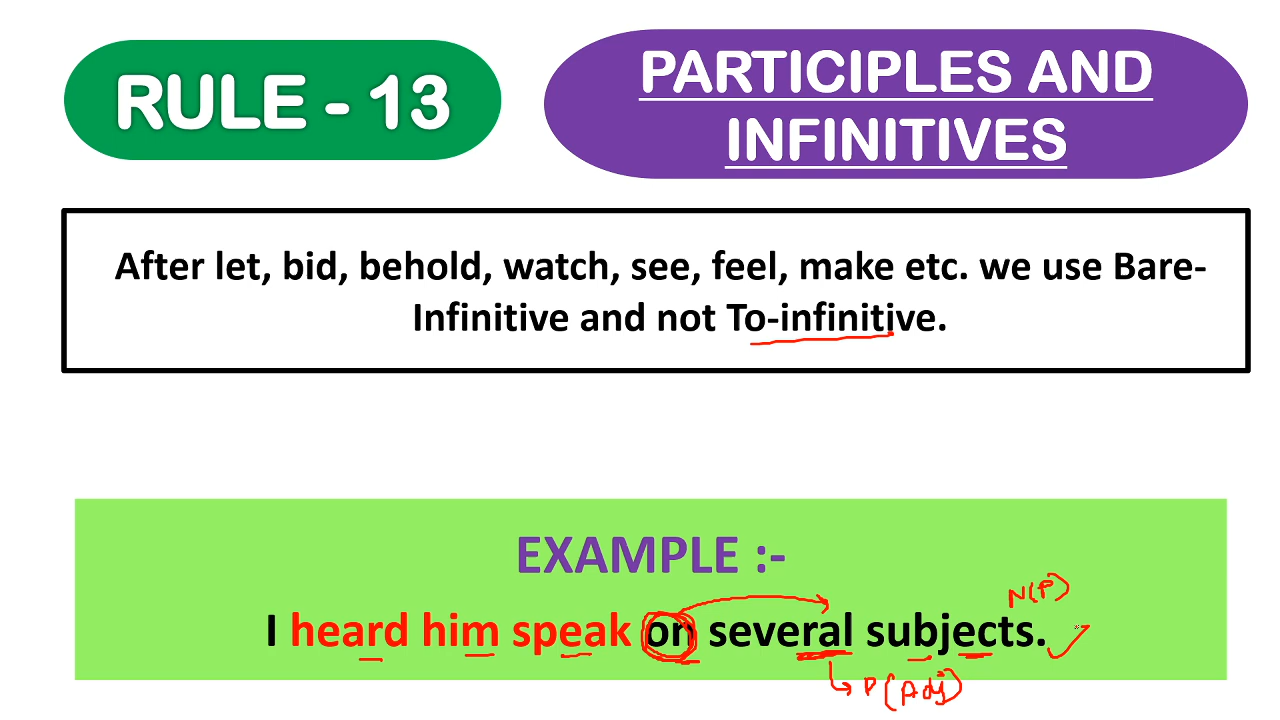 RULE - 13
PARTICIPLES AND
INFINITIVES
After let, bid, behold, watch, see, feel, make etc. we use Bare-
Infinitive and not To-infinitive.
EXAMPLE :-
N(P)
I heard him speak on several subjects.
P(Adj)